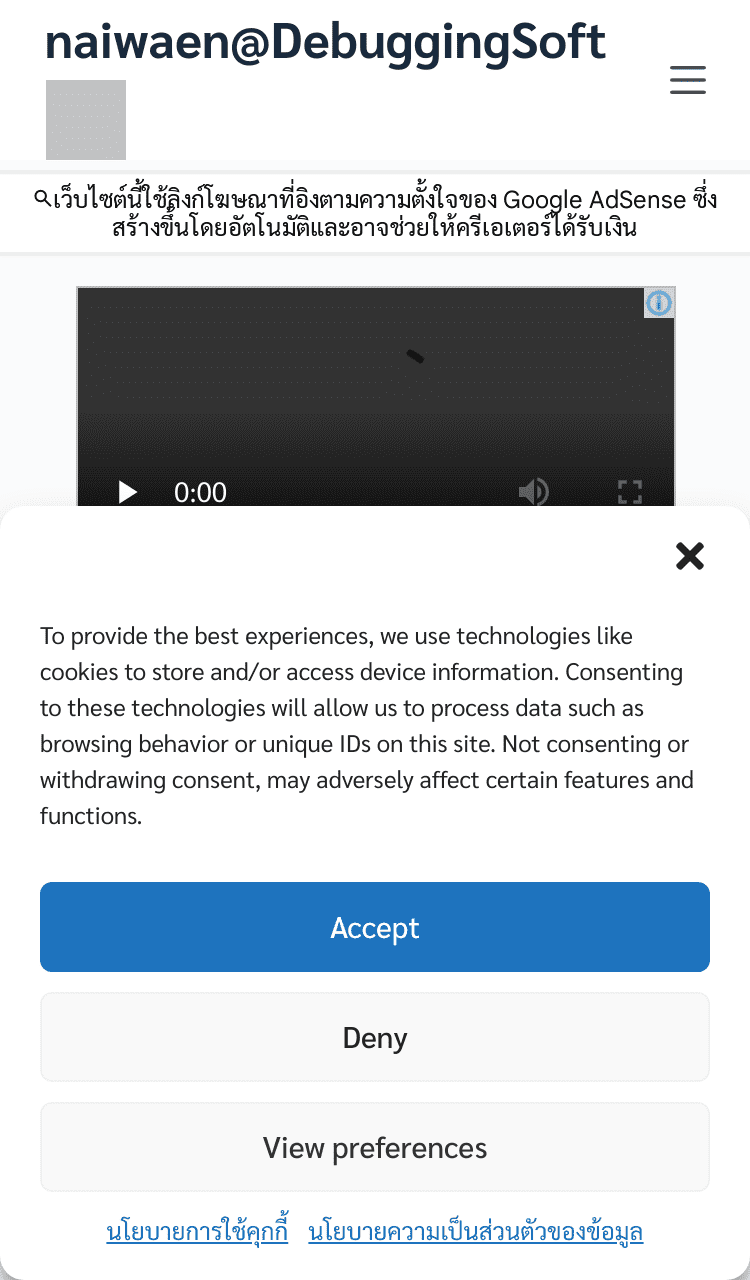 naiwaen@DebuggingSoft
เว็บไซต์นี้ใช้ลิงก์โฆษณาที่อิงตามความตั้งใจของ Google AdSense ซึ่ง
สร้างขึ้นโดยอัตโนมัติและอาจช่วยให้ครีเอเตอร์ได้รับเงิน
0:00
To provide the best experiences, we use technologies like
cookies to store and/or access device information. Consenting
to these technologies will allow us to process data such as
browsing behavior or unique IDs on this site. Not consenting or
withdrawing consent, may adversely affect certain features and
functions.
Accept
Deny
View preferences
นโยบายการใช้คุกกี้ นโยบายความเป็นส่วนตัวของข้อมูล